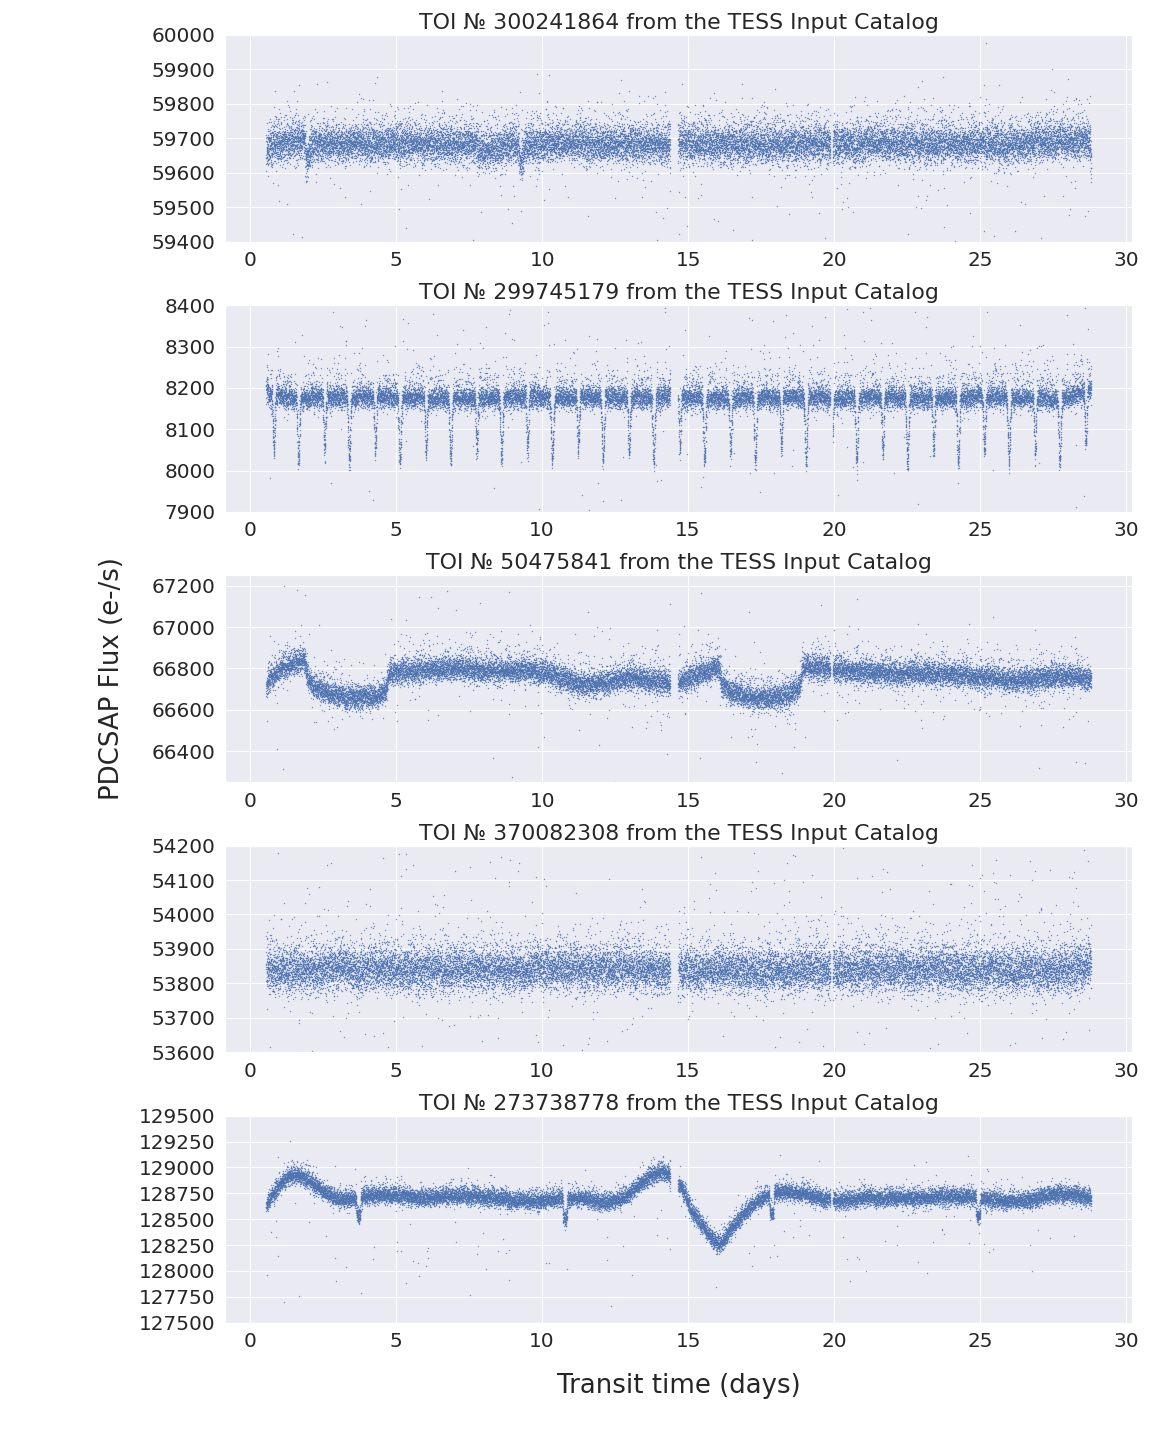 TOI № 300241864 from the TESS Input Catalog
60000
59900
59800
59700
59600
59500
59400
0 5 10 15 20 25 30
TOI № 299745179 from the TESS Input Catalog
8400
8300
8200
8100
8000
7900
0 5 10 15 20 25 30
PDCSAP Flux (e-/s)
TOI № 50475841 from the TESS Input Catalog
67200
67000
66800
66600
66400
0 5 10 15 20 25 30
TOI № 370082308 from the TESS Input Catalog
54200
54100
54000
53900
53800
53700
53600
0 5 10 15 20 25 30
TOI № 273738778 from the TESS Input Catalog
129500
129250
129000
128750
128500
128250
128000
127750
127500
0 5 10 15 20 25 30
Transit time (days)